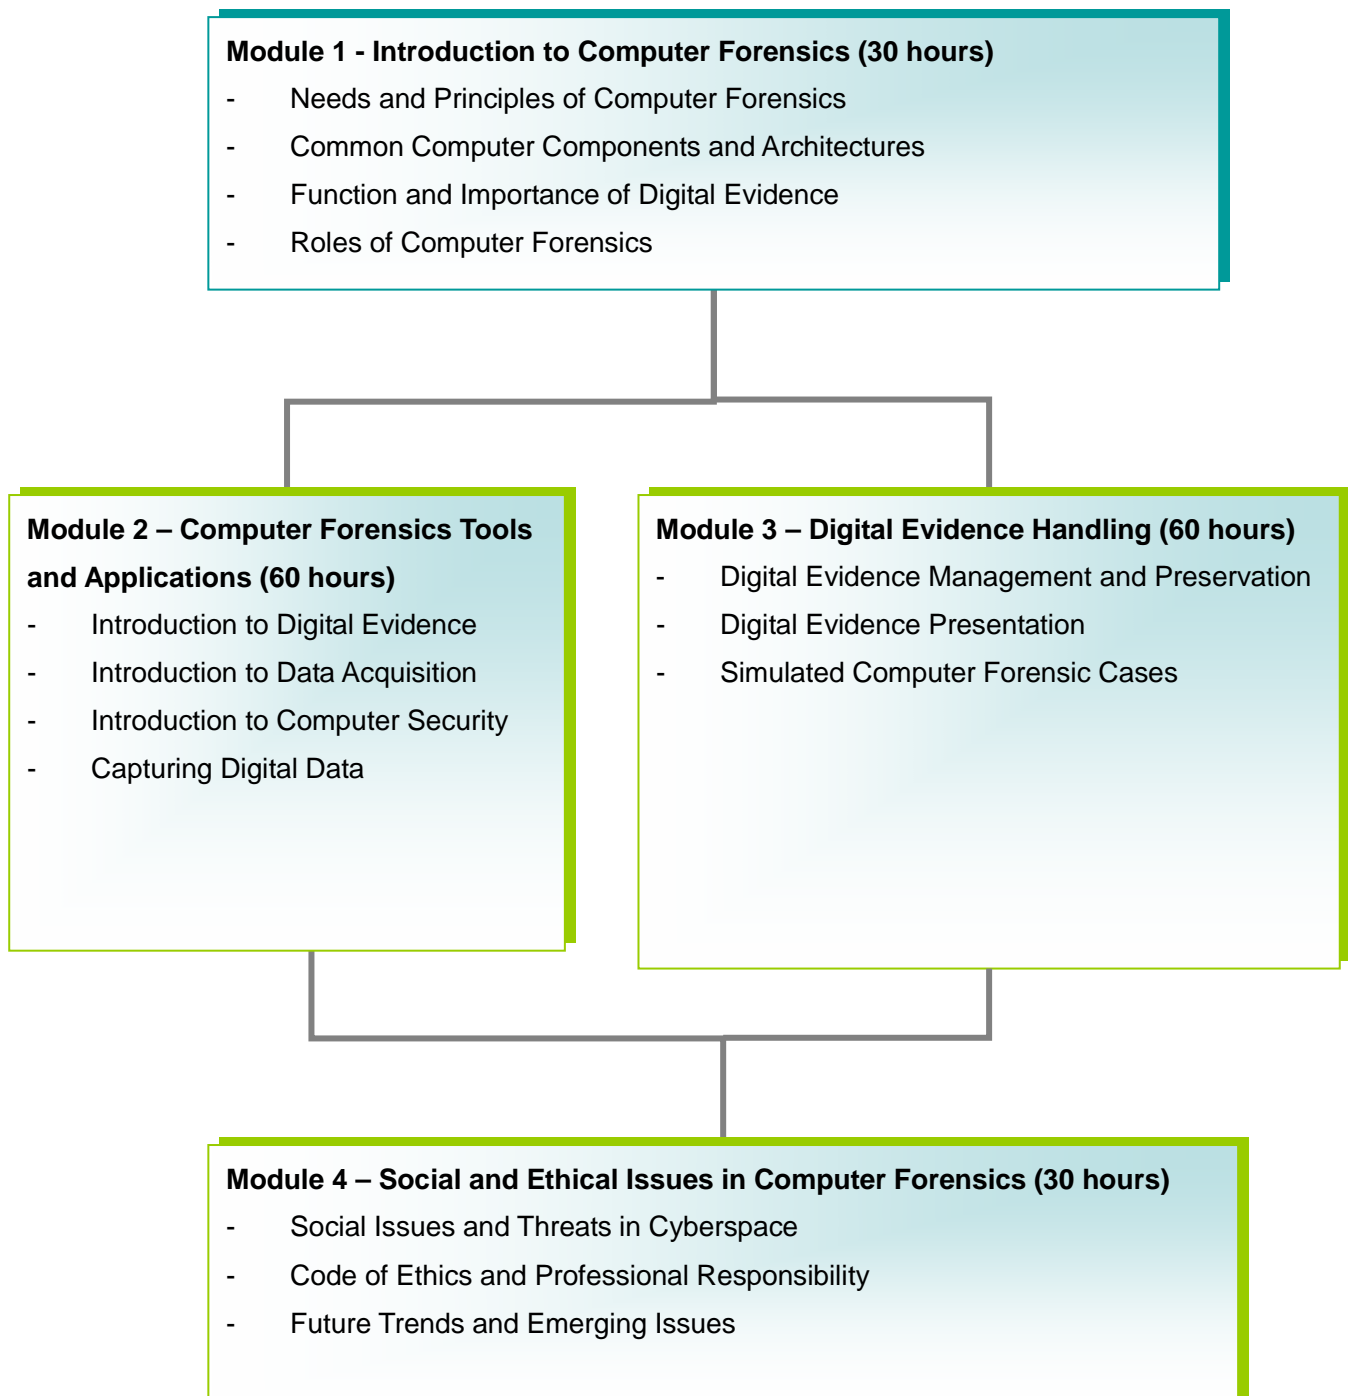 Module 1 - Introduction to Computer Forensics (30 hours)
- Needs and Principles of Computer Forensics
- Common Computer Components and Architectures
- Function and Importance of Digital Evidence
- Roles of Computer Forensics
Module 2 – Computer Forensics Tools
and Applications (60 hours)
- Introduction to Digital Evidence
- Introduction to Data Acquisition
- Introduction to Computer Security
- Capturing Digital Data
Module 3 – Digital Evidence Handling (60 hours)
- Digital Evidence Management and Preservation
- Digital Evidence Presentation
- Simulated Computer Forensic Cases
Module 4 – Social and Ethical Issues in Computer Forensics (30 hours)
- Social Issues and Threats in Cyberspace
- Code of Ethics and Professional Responsibility
- Future Trends and Emerging Issues